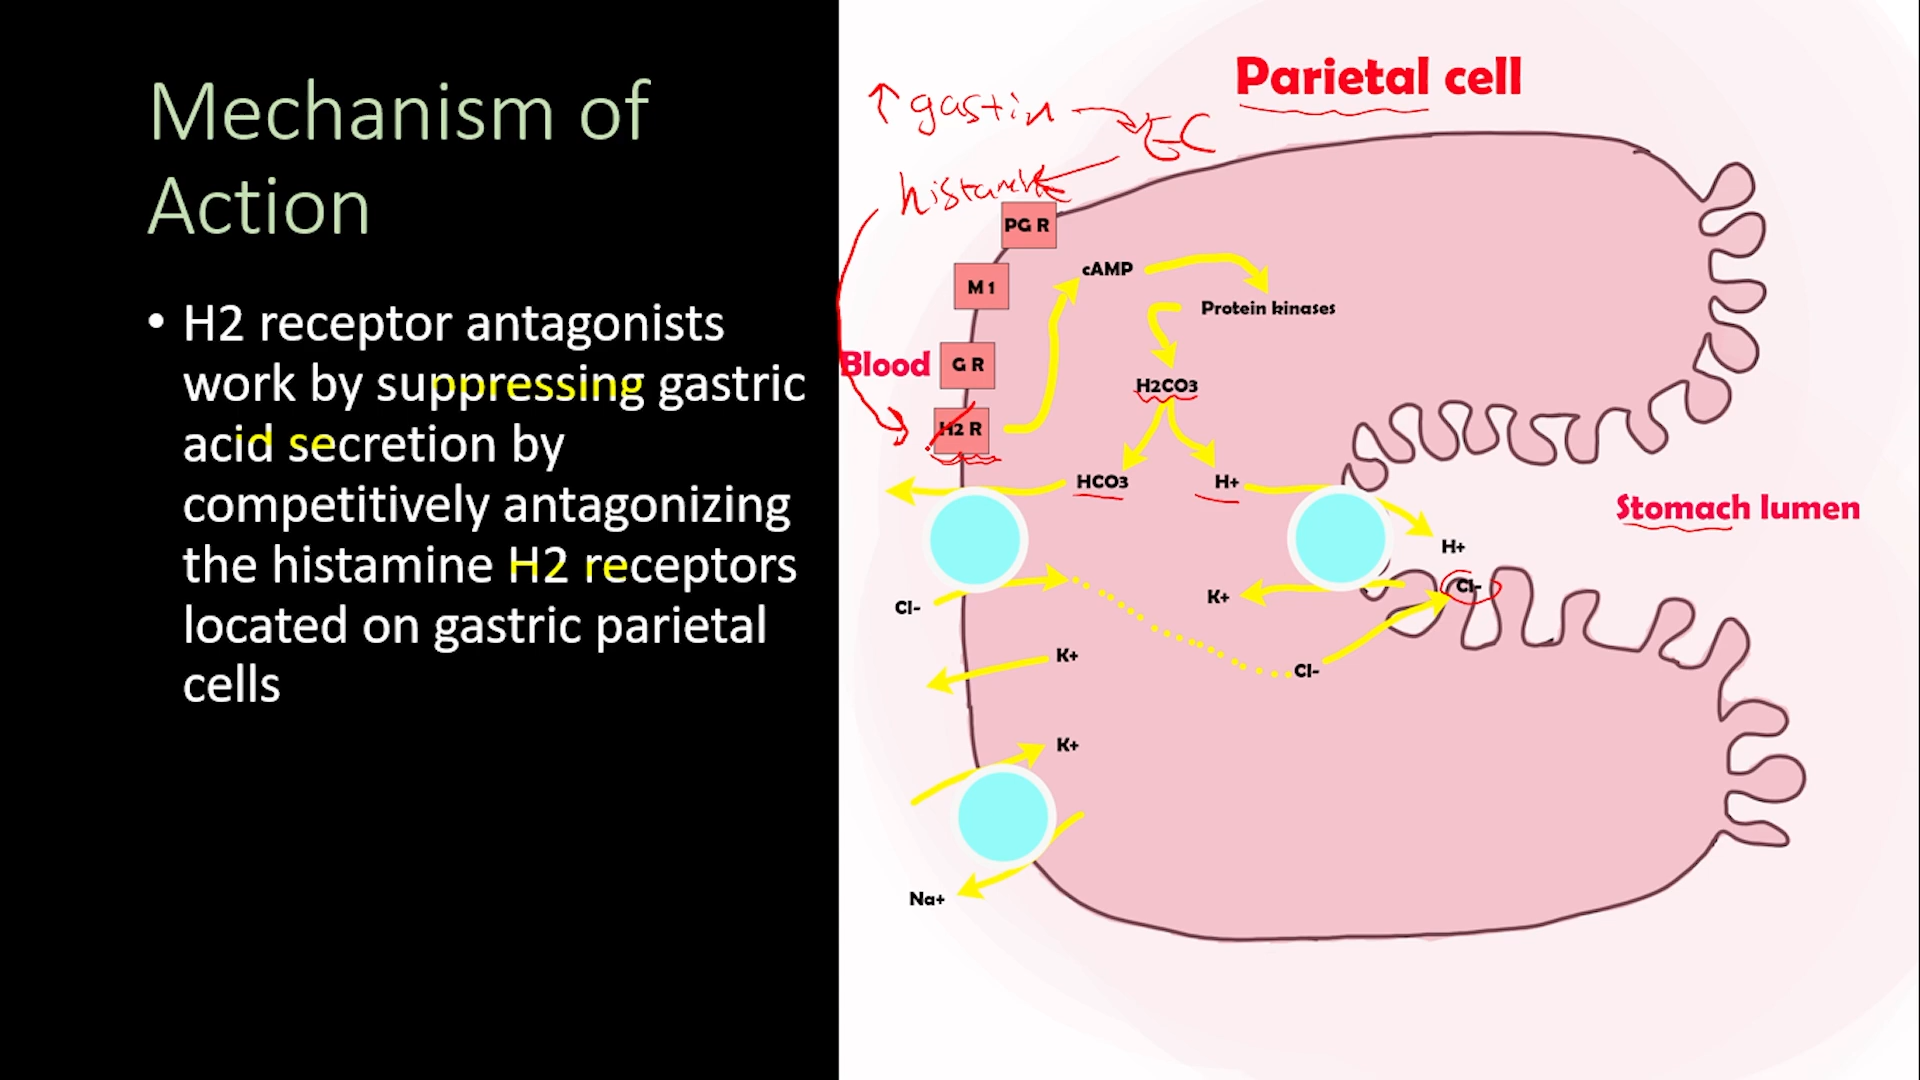 Mechanism of
Action
• H2 receptor antagonists
work by suppressing gastric
acid secretion by
competitively antagonizing
the histamine H2 receptors
located on gastric parietal
cells
Parietal cell
↑ gastin → EC
PG R
cAMP
M 1
Protein kinases
Blood
G R
H2CO3
H2 R
HCO3
H+
Stomach lumen
H+
Cl-
K+
Cl-
K+
Cl-
K+
Na+